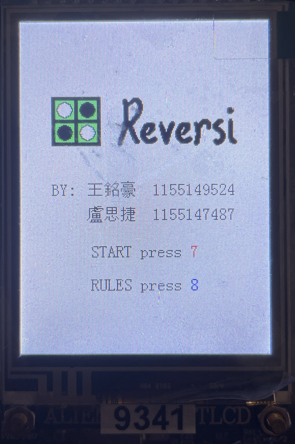 Reversi
BY: 王銘豪 1155149524
盧思捷 1155147487
START press 7
RULES press 8
9341 TLCD